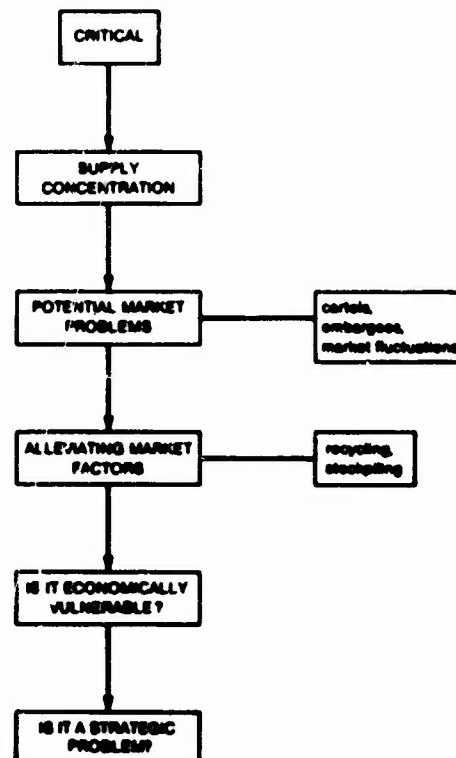 CRITICAL
SUPPLY
CONCENTRATION
POTENTIAL MARKET
PROBLEMS
cartels,
embargoes,
market fluctuations
ALLEVIATING MARKET
FACTORS
recycling,
stockpiling
IS IT ECONOMICALLY
VULNERABLE?
IS IT A STRATEGIC
PROBLEM?